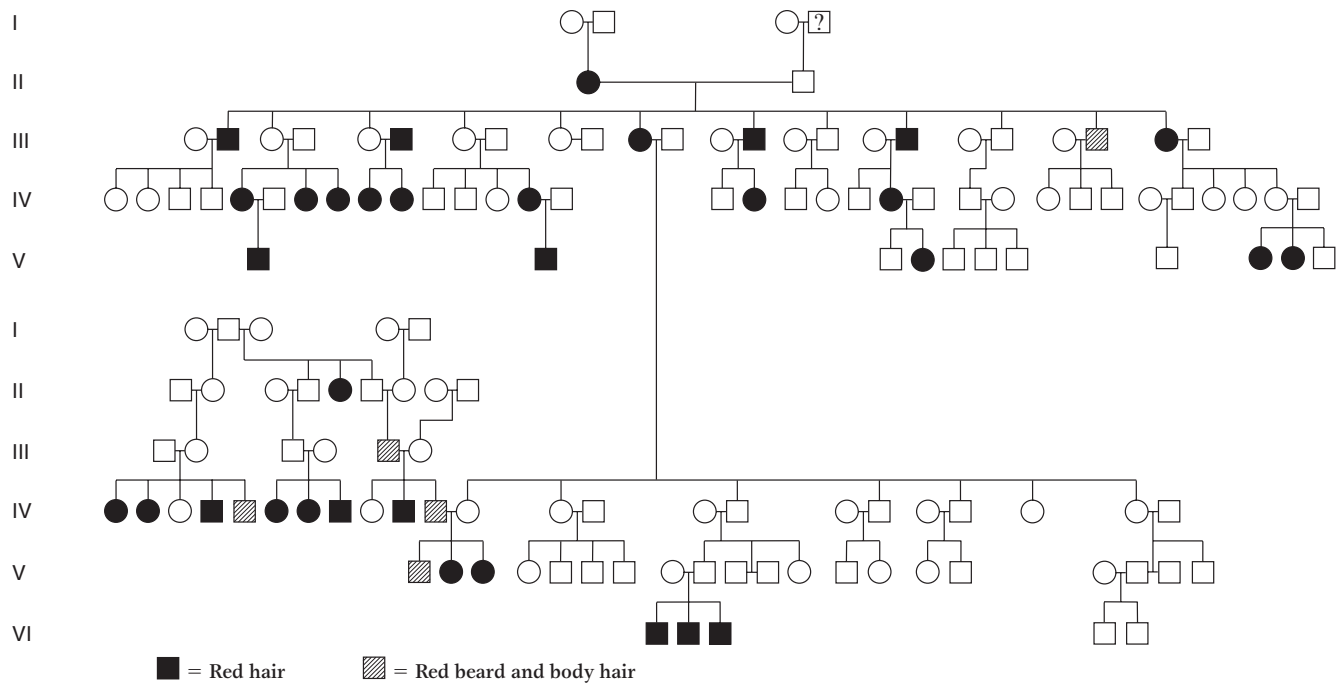 I
?
II
III
IV
V
I
II
III
IV
V
VI
= Red hair
= Red beard and body hair